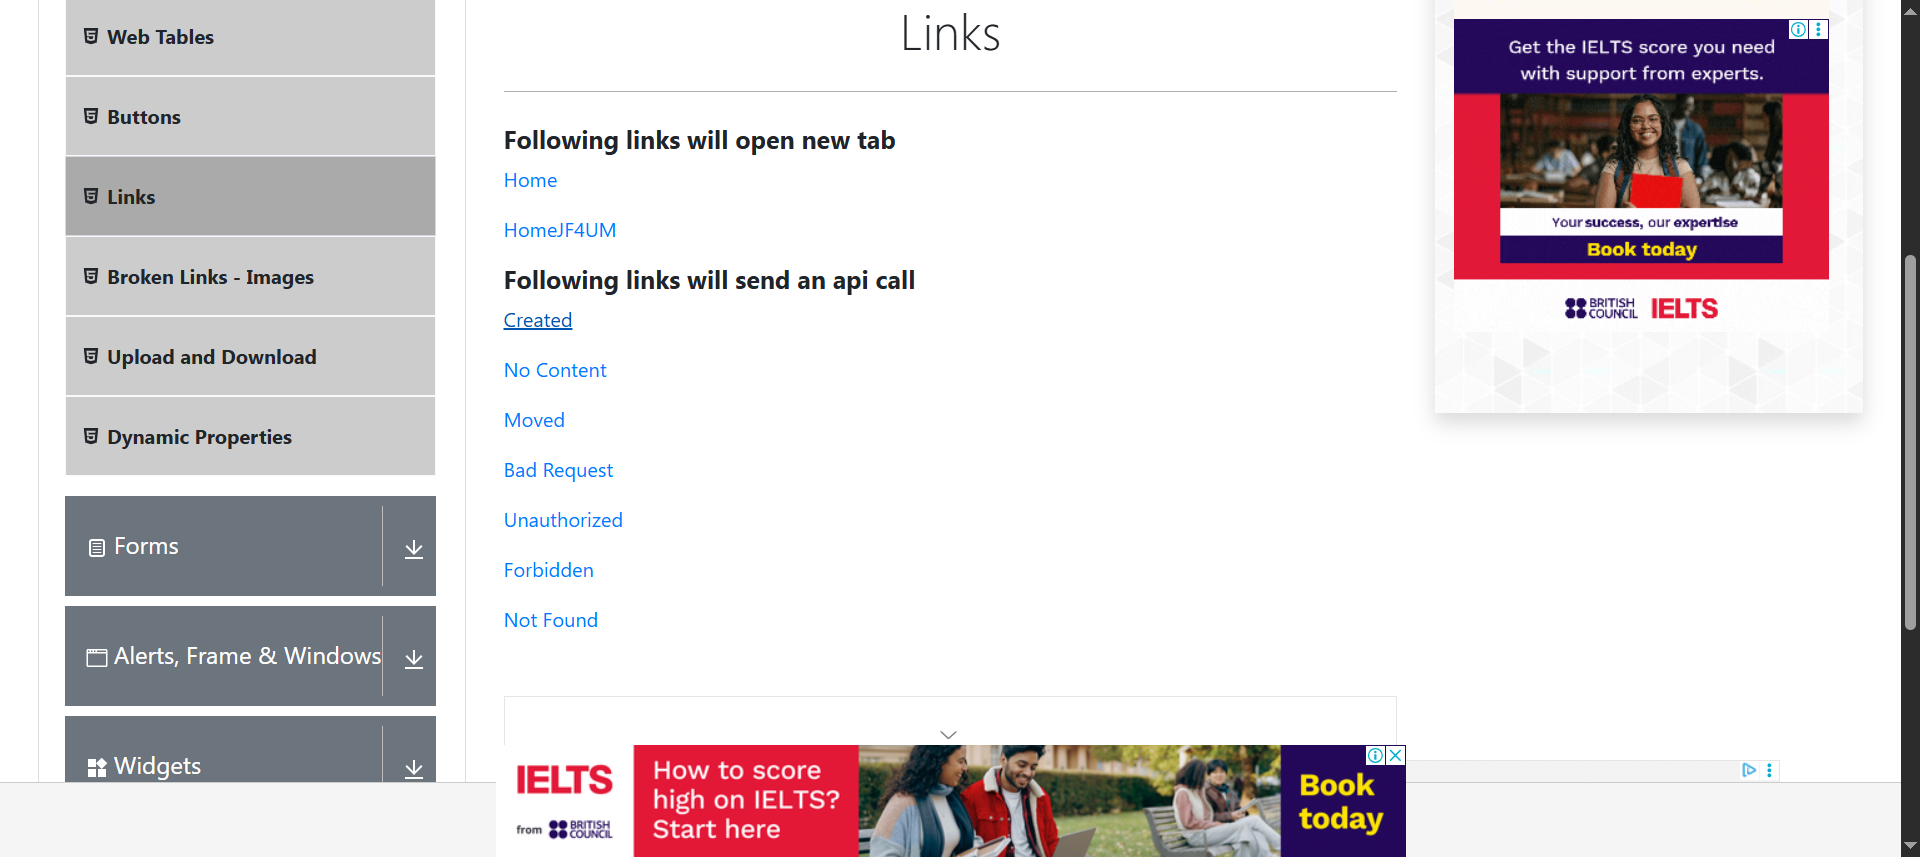 Web Tables
Buttons
Links
Broken Links - Images
Upload and Download
Dynamic Properties
Forms
Alerts, Frame & Windows
Widgets
Links
Following links will open new tab
Home
HomeJF4UM
Following links will send an api call
Created
No Content
Moved
Bad Request
Unauthorized
Forbidden
Not Found
Get the IELTS score you need
with support from experts.
Your success, our expertise
Book today
BRITISH
COUNCIL
IELTS
IELTS
from
BRITISH
COUNCIL
How to score
high on IELTS?
Start here
Book
today